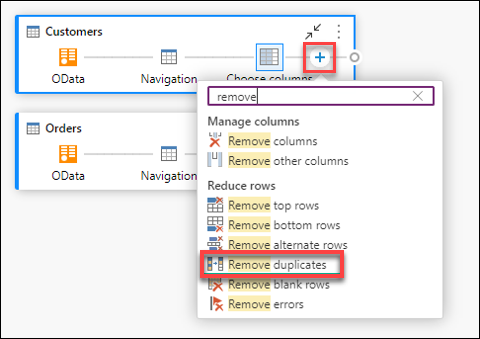 Customers
OData Navigation Choose columns
remove
Manage columns
Remove columns
Remove other columns
Reduce rows
Remove top rows
Remove bottom rows
Remove alternate rows
Remove duplicates
Remove blank rows
Remove errors
Orders
OData Navigation